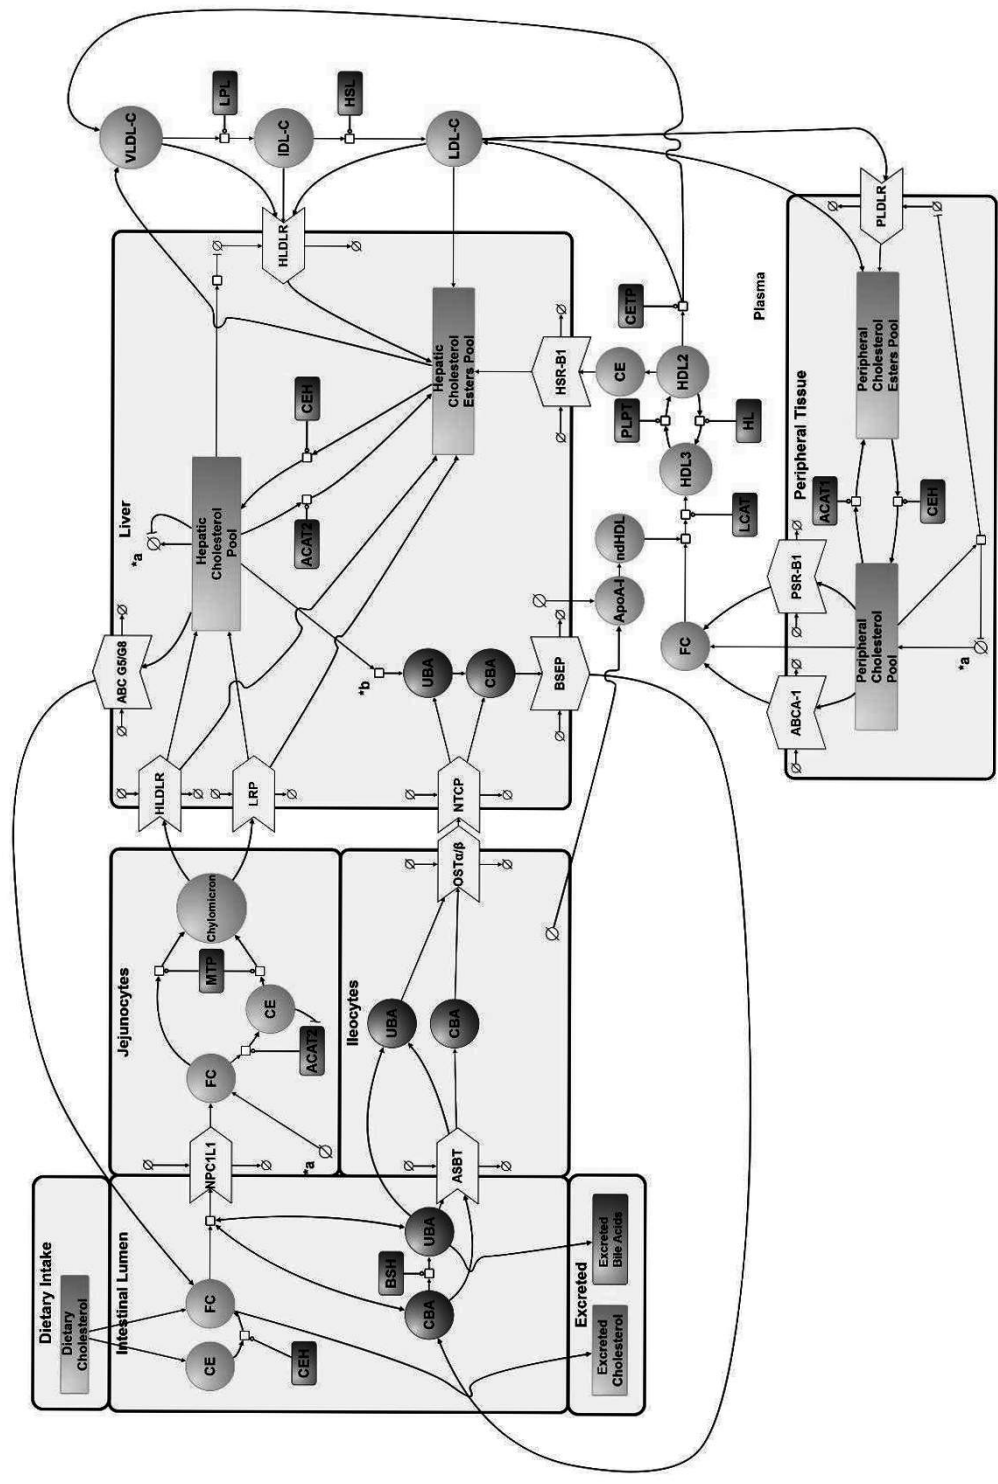 Dietary Intake
Dietary
Cholesterol
Intestinal Lumen
CE
FC
CEH
CBA
BSH
UBA
Excreted
Excreted
Cholesterol
Excreted
Bile Acids
NPC1L1
ASBT
*a
Jejunocytes
FC
ACAT2
CE
MTP
Chylomicron
Ileocytes
UBA
CBA
OSTα/β
NTCP
HLDLR
LRP
ABC G5/G8
Liver
*a
Hepatic
Cholesterol
Pool
ACAT2
CEH
*b
UBA
CBA
BSEP
Hepatic
Cholesterol
Esters Pool
HSR-B1
HLDLR
VLDL-C
LPL
IDL-C
HSL
LDL-C
ApoA-I
ndHDL
FC
LCAT
HDL3
PLPT
HL
HDL2
CE
CETP
Plasma
Peripheral Tissue
ABCA-1
PSR-B1
Peripheral
Cholesterol
Pool
*a
ACAT1
CEH
Peripheral
Cholesterol
Esters Pool
PLDLR